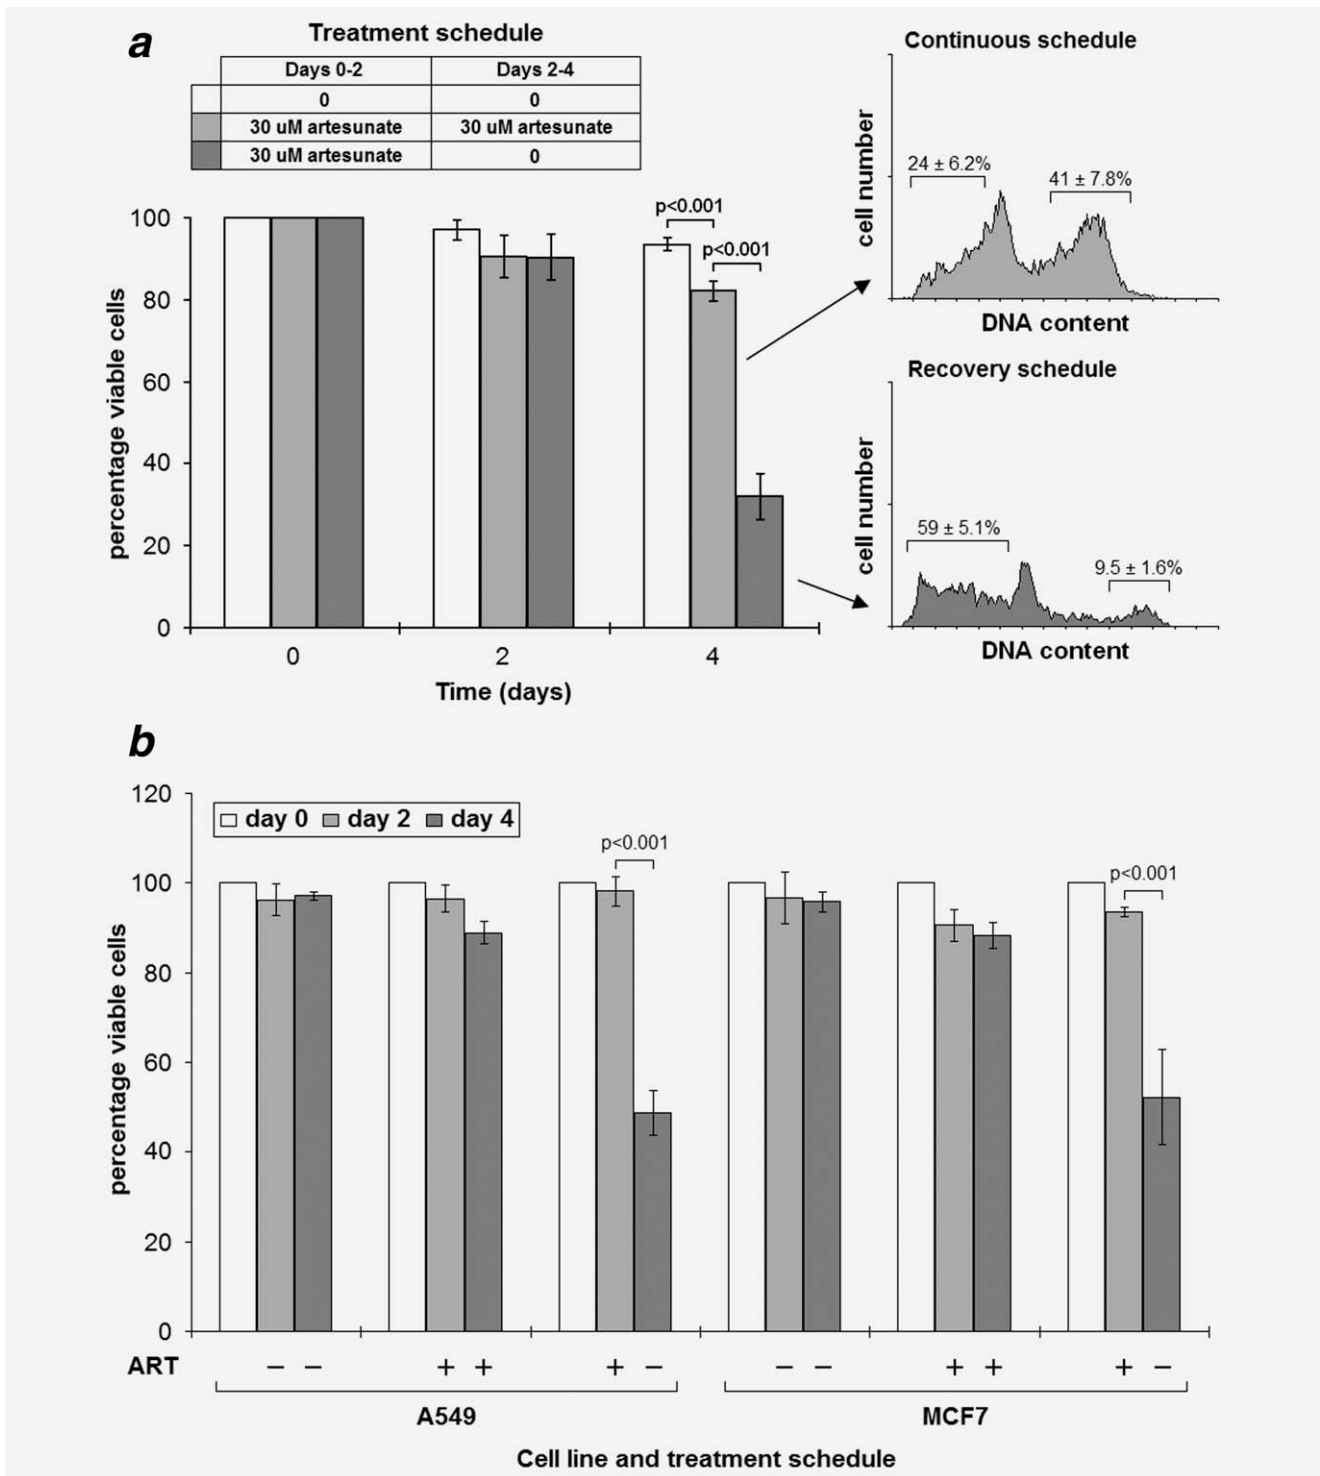 a
Treatment schedule
Days 0-2 Days 2-4
0 0
30 uM artesunate 30 uM artesunate
30 uM artesunate 0
percentage viable cells
100
80
60
40
20
0
p<0.001
p<0.001
0 2 4
Time (days)
Continuous schedule
cell number
24 ± 6.2% 41 ± 7.8%
DNA content
Recovery schedule
cell number
59 ± 5.1% 9.5 ± 1.6%
DNA content
b
percentage viable cells
120
100
80
60
40
20
0
day 0 day 2 day 4
p<0.001
p<0.001
ART − − + + + − − − + + + −
A549 MCF7
Cell line and treatment schedule